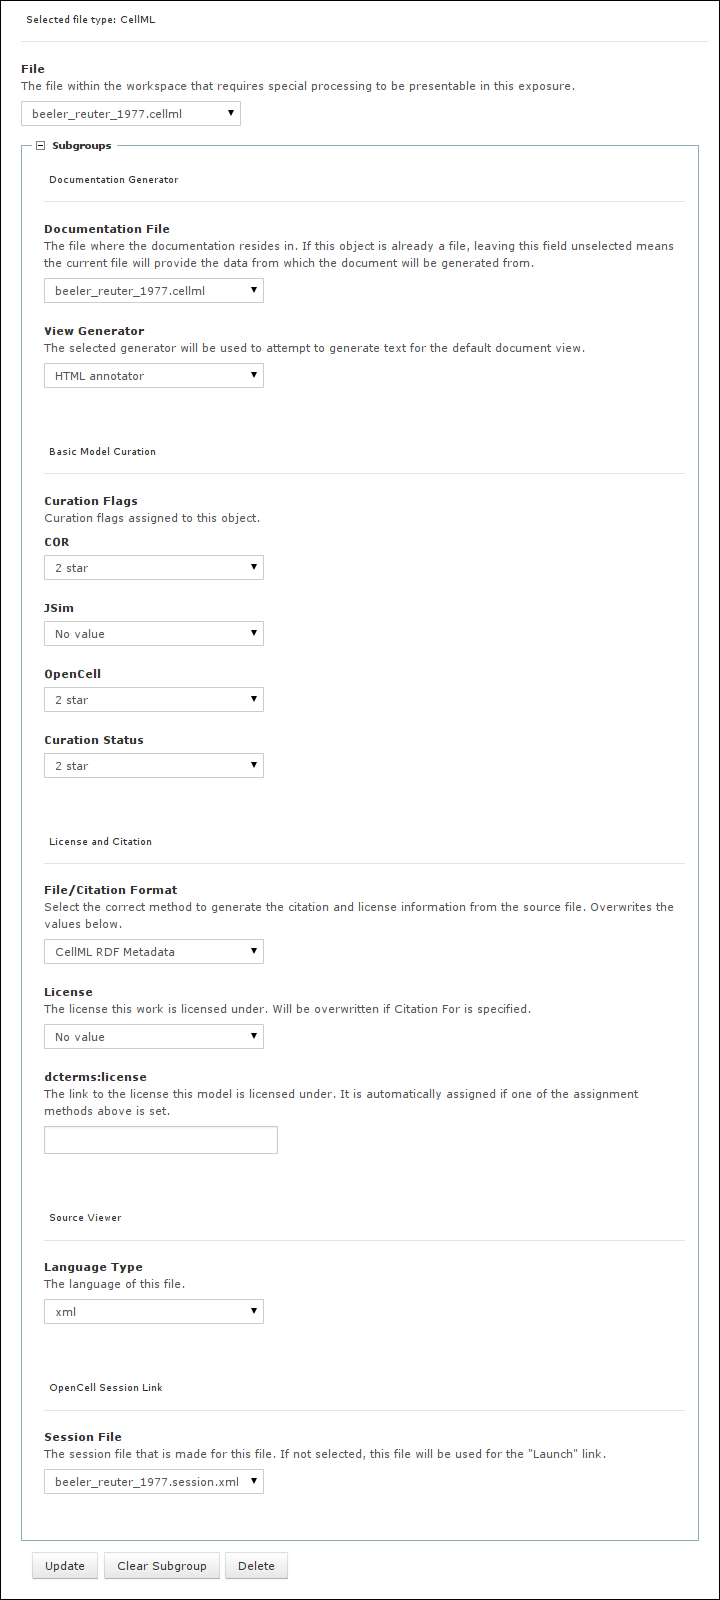 Selected file type: CellML
File
The file within the workspace that requires special processing to be presentable in this exposure.
beeler_reuter_1977.cellml
Subgroups
Documentation Generator
Documentation File
The file where the documentation resides in. If this object is already a file, leaving this field unselected means
the current file will provide the data from which the document will be generated from.
beeler_reuter_1977.cellml
View Generator
The selected generator will be used to attempt to generate text for the default document view.
HTML annotator
Basic Model Curation
Curation Flags
Curation flags assigned to this object.
COR
2 star
JSim
No value
OpenCell
2 star
Curation Status
2 star
License and Citation
File/Citation Format
Select the correct method to generate the citation and license information from the source file. Overwrites the
values below.
CellML RDF Metadata
License
The license this work is licensed under. Will be overwritten if Citation For is specified.
No value
dcterms:license
The link to the license this model is licensed under. It is automatically assigned if one of the assignment
methods above is set.
Source Viewer
Language Type
The language of this file.
xml
OpenCell Session Link
Session File
The session file that is made for this file. If not selected, this file will be used for the "Launch" link.
beeler_reuter_1977.session.xml
Update Clear Subgroup Delete